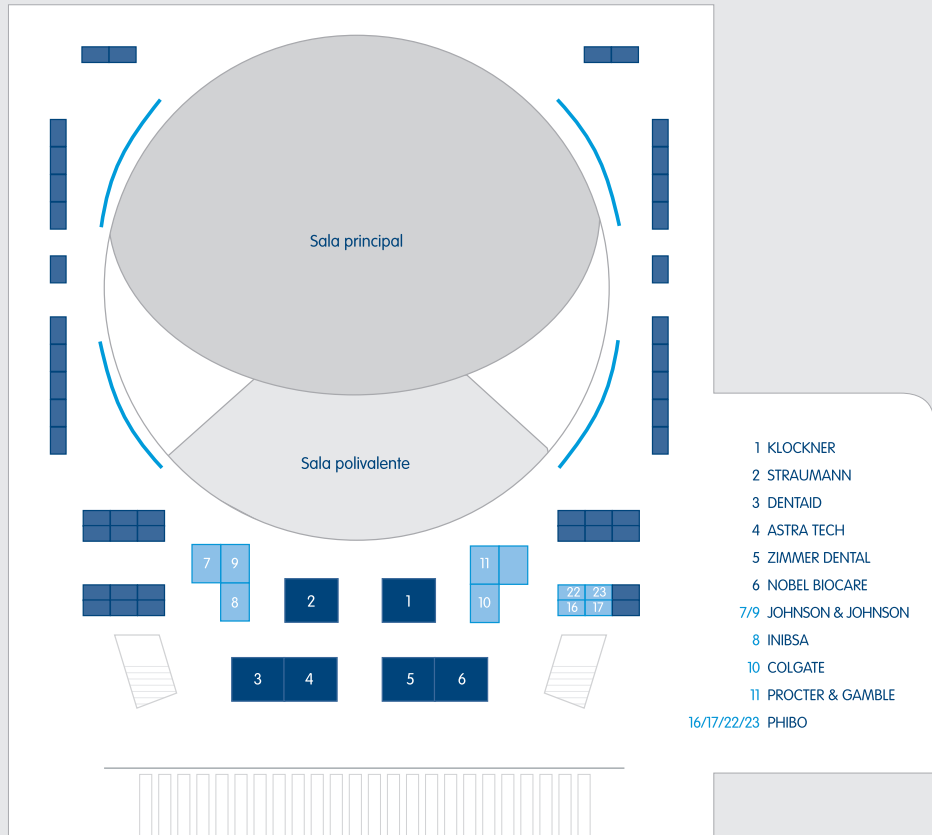 Sala principal
Sala polivalente
7 9
8
2
1
11
10
22 23
16 17
3 4
5 6
1 KLOCKNER
2 STRAUMANN
3 DENTAID
4 ASTRA TECH
5 ZIMMER DENTAL
6 NOBEL BIOCARE
7/9 JOHNSON & JOHNSON
8 INIBSA
10 COLGATE
11 PROCTER & GAMBLE
16/17/22/23 PHIBO